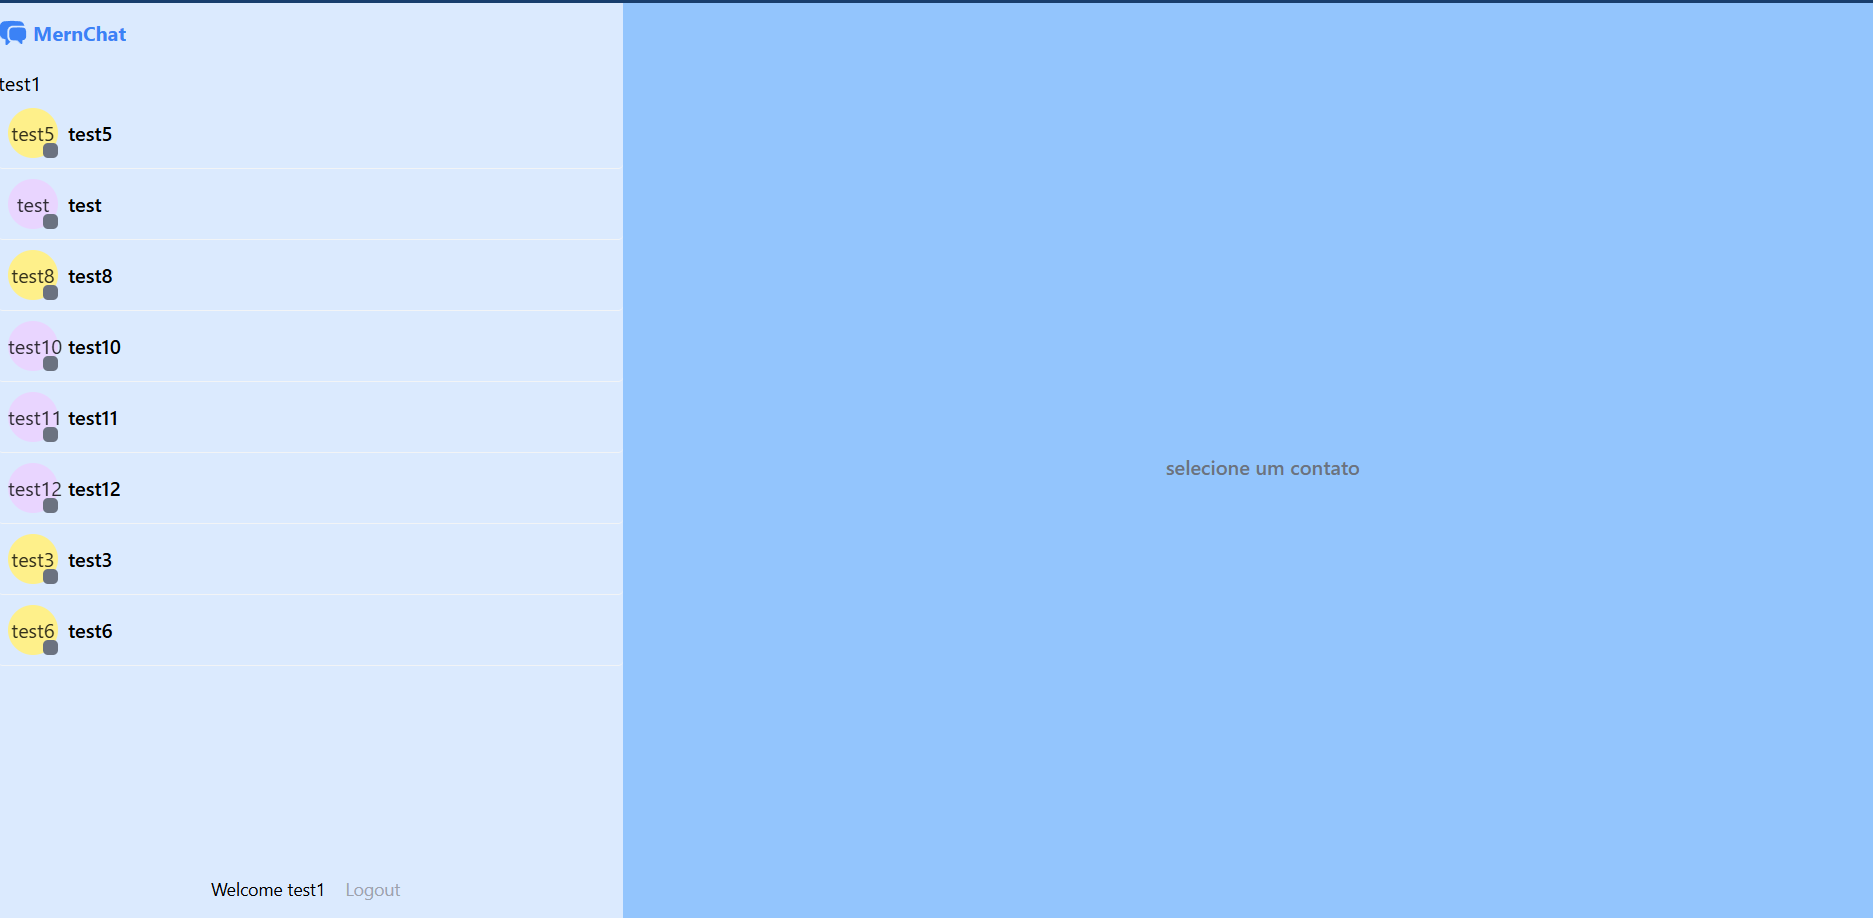 MernChat
test1
test5 test5
test test
test8 test8
test10 test10
test11 test11
test12 test12
test3 test3
test6 test6
selecione um contato
Welcome test1 Logout